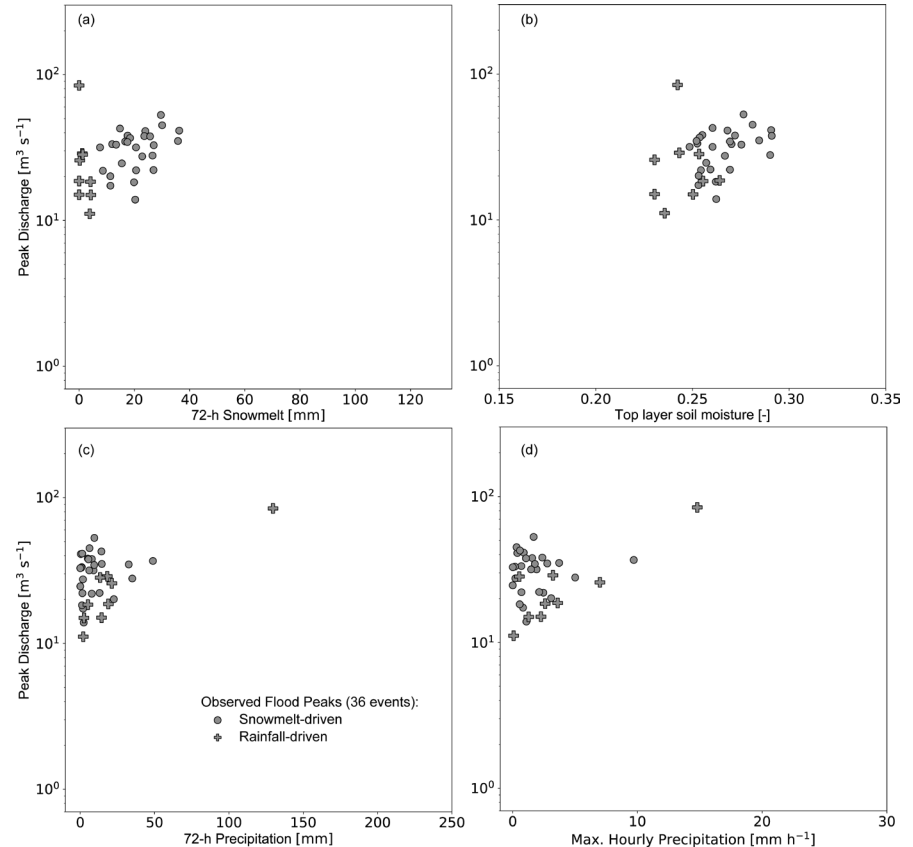 (a)
10²
10¹
10⁰
Peak Discharge [m³ s⁻¹]
0 20 40 60 80 100 120
72-h Snowmelt [mm]
(b)
10²
10¹
10⁰
0.15 0.20 0.25 0.30 0.35
Top layer soil moisture [-]
(c)
10²
10¹
10⁰
Peak Discharge [m³ s⁻¹]
Observed Flood Peaks (36 events):
Snowmelt-driven
Rainfall-driven
0 50 100 150 200 250
72-h Precipitation [mm]
(d)
10²
10¹
10⁰
0 10 20 30
Max. Hourly Precipitation [mm h⁻¹]